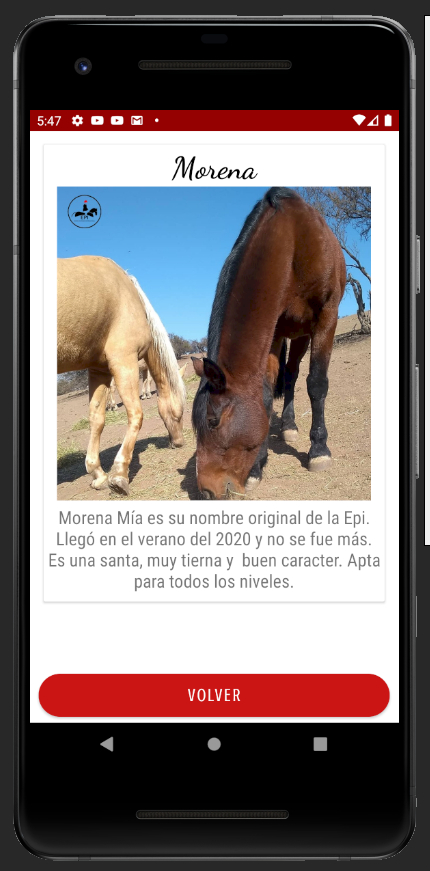 5:47
Morena
Morena Mía es su nombre original de la Epi.
Llegó en el verano del 2020 y no se fue más.
Es una santa, muy tierna y  buen caracter. Apta
para todos los niveles.
VOLVER